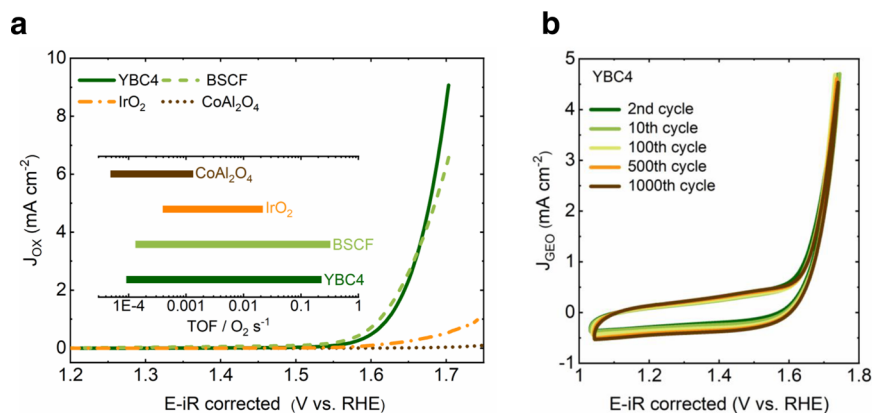 a
10
8
6
4
2
0
J_OX (mA cm⁻²)
YBC4
BSCF
IrO₂
CoAl₂O₄
CoAl₂O₄
IrO₂
BSCF
YBC4
1E-4 0.001 0.01 0.1 1
TOF / O₂ s⁻¹
1.2 1.3 1.4 1.5 1.6 1.7
E-iR corrected (V vs. RHE)
b
5
4
3
2
1
0
-1
J_GEO (mA cm⁻²)
YBC4
2nd cycle
10th cycle
100th cycle
500th cycle
1000th cycle
1 1.2 1.4 1.6 1.8
E-iR corrected (V vs. RHE)